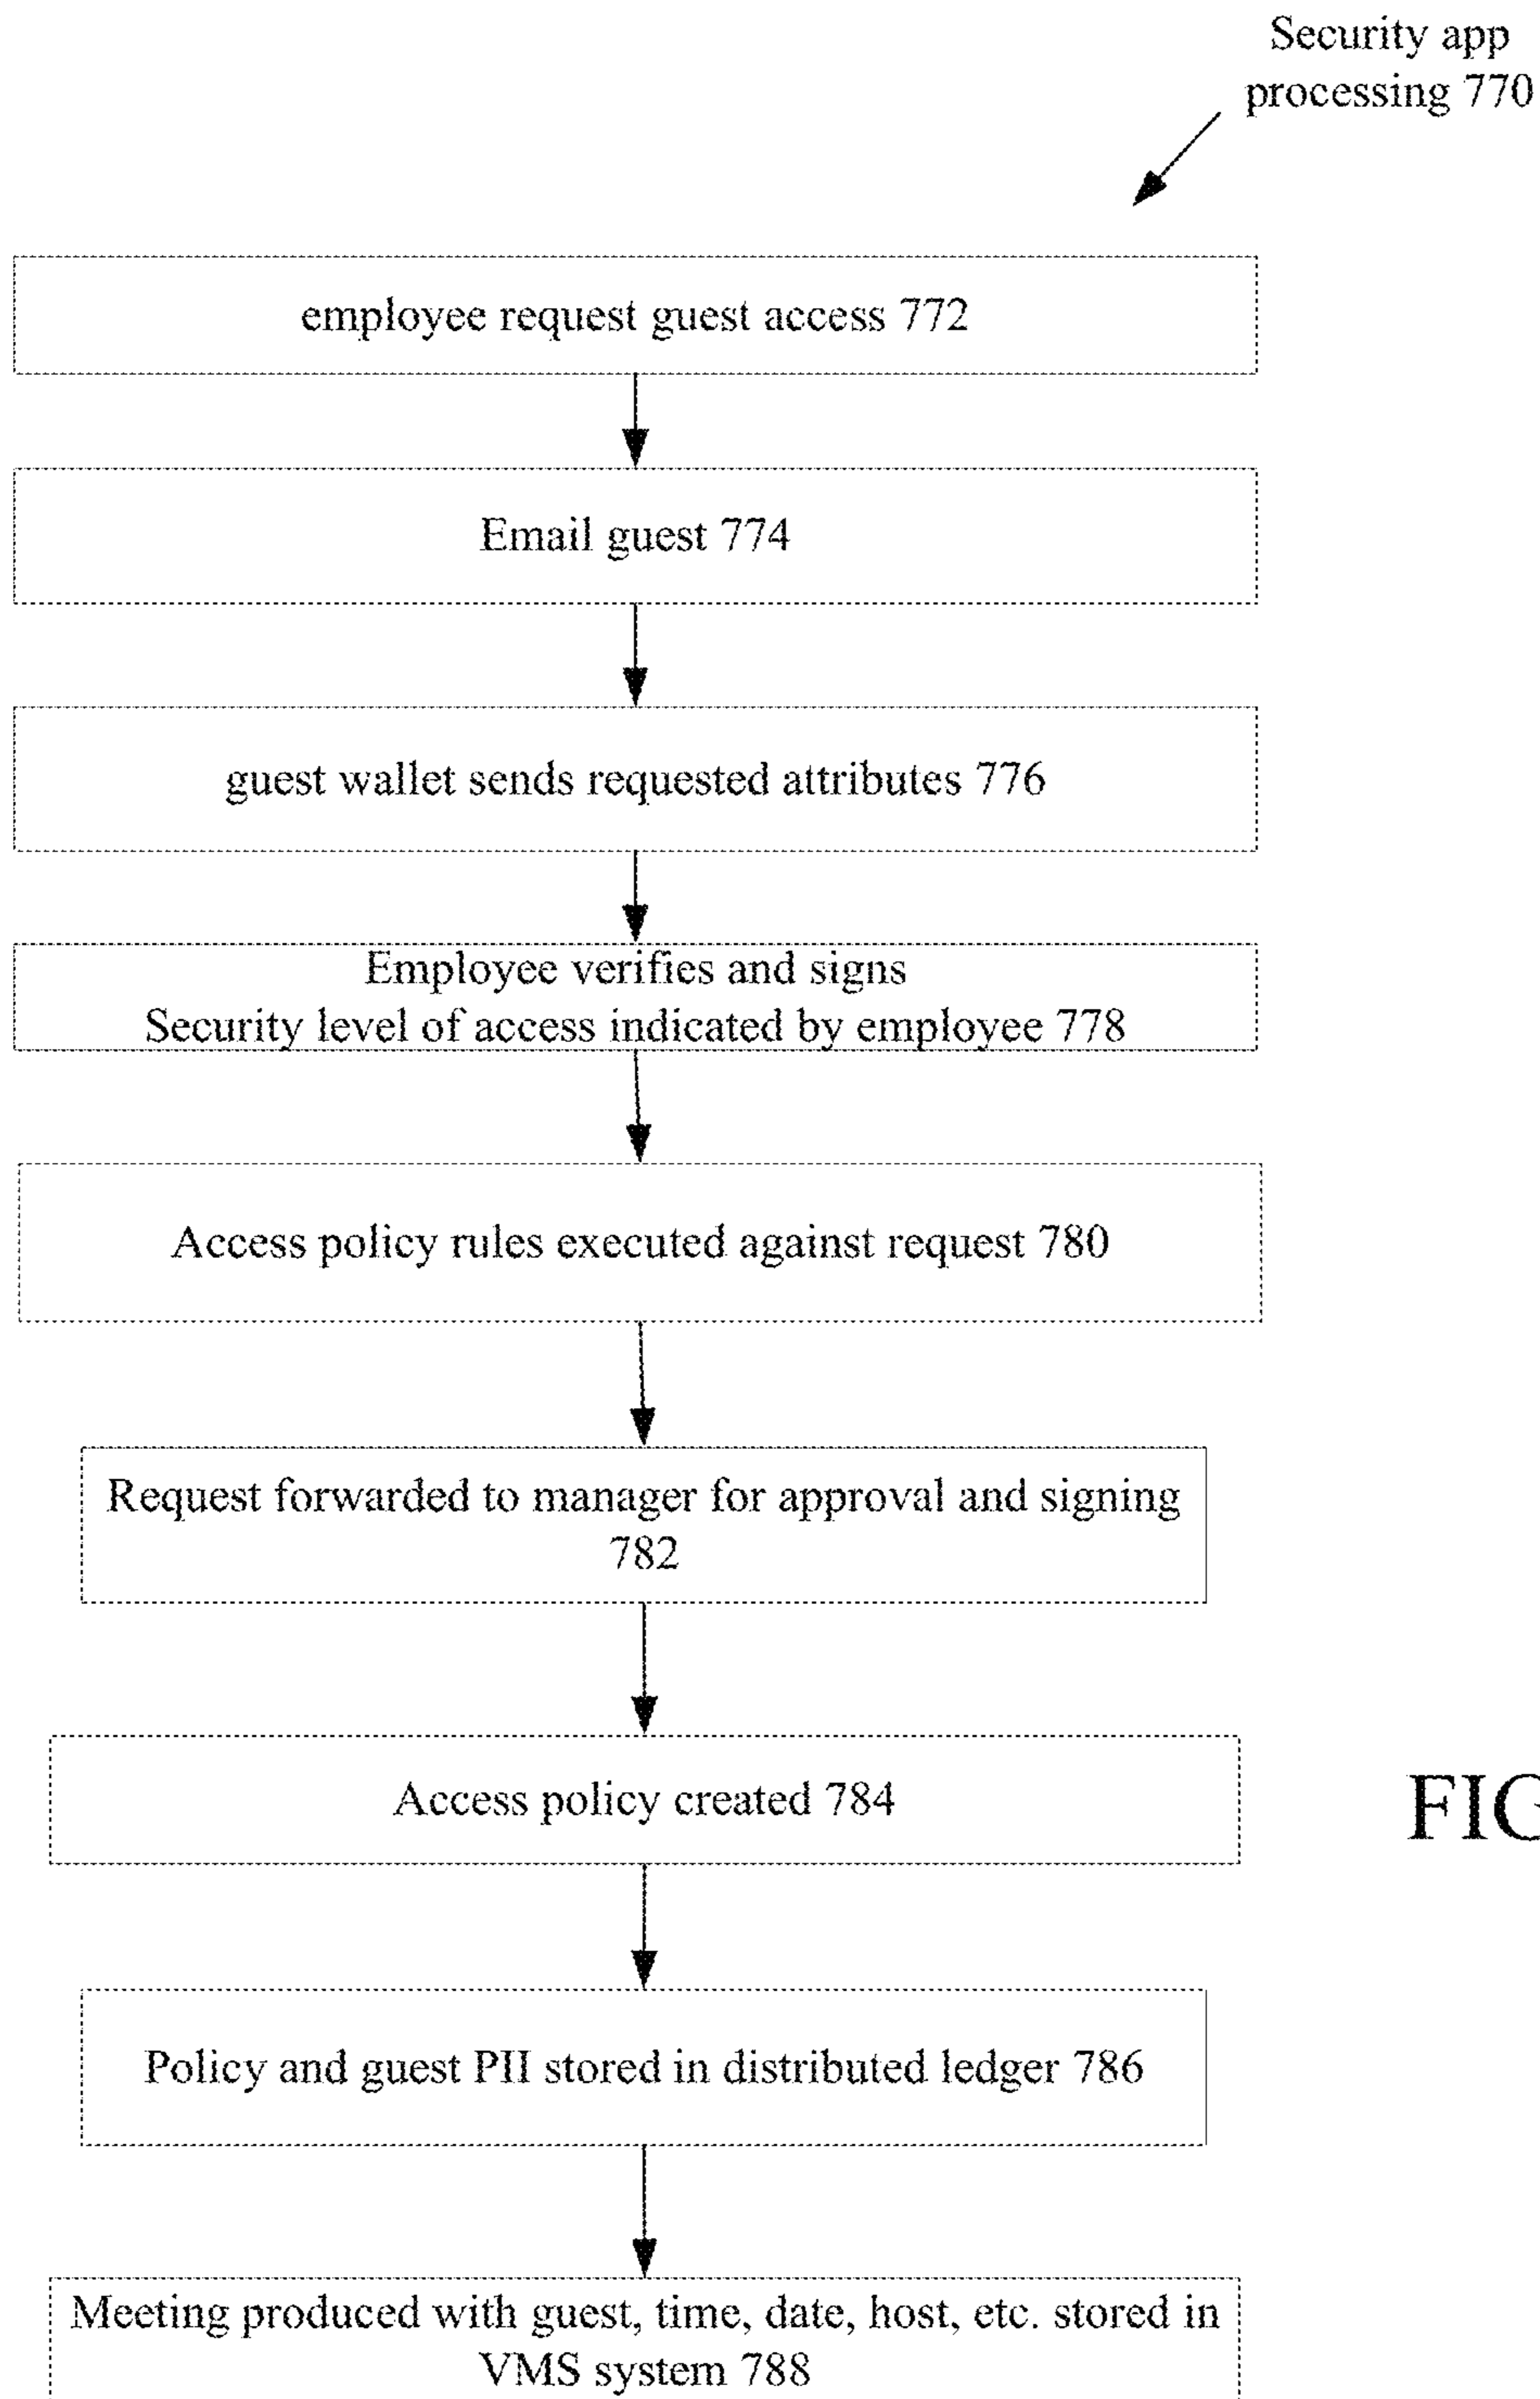 Security app
processing 770
employee request guest access 772
Email guest 774
guest wallet sends requested attributes 776
Employee verifies and signs
Security level of access indicated by employee 778
Access policy rules executed against request 780
Request forwarded to manager for approval and signing
782
Access policy created 784
Policy and guest PII stored in distributed ledger 786
Meeting produced with guest, time, date, host, etc. stored in
VMS system 788